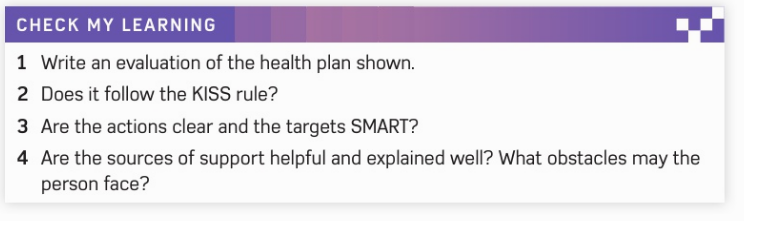 CHECK MY LEARNING
1 Write an evaluation of the health plan shown.
2 Does it follow the KISS rule?
3 Are the actions clear and the targets SMART?
4 Are the sources of support helpful and explained well? What obstacles may the
person face?